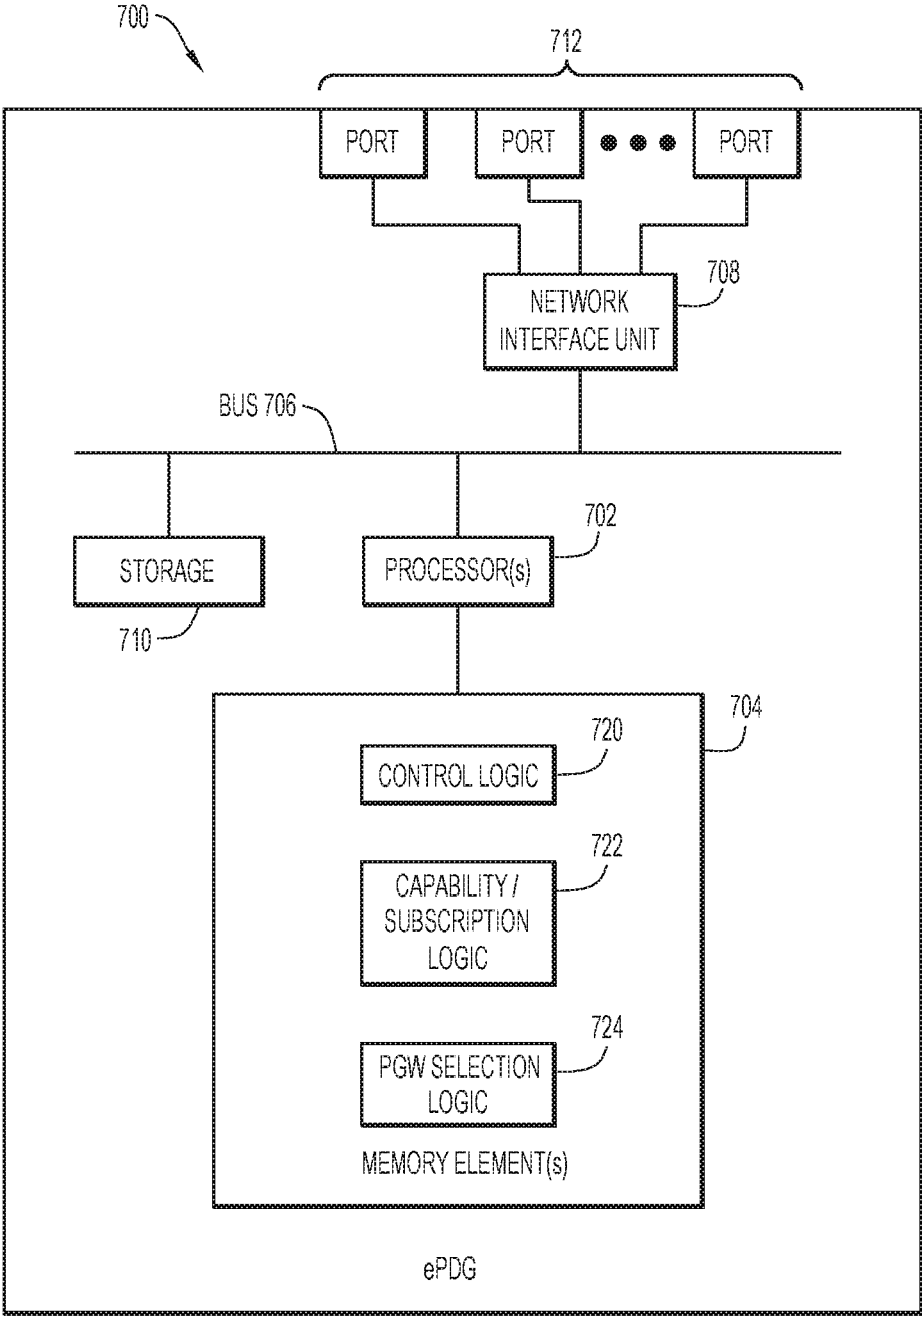 700
712
PORT
PORT
PORT
708
NETWORK
INTERFACE UNIT
BUS 706
702
STORAGE
PROCESSOR(s)
710
704
720
CONTROL LOGIC
722
CAPABILITY /
SUBSCRIPTION
LOGIC
724
PGW SELECTION
LOGIC
MEMORY ELEMENT(s)
ePDG